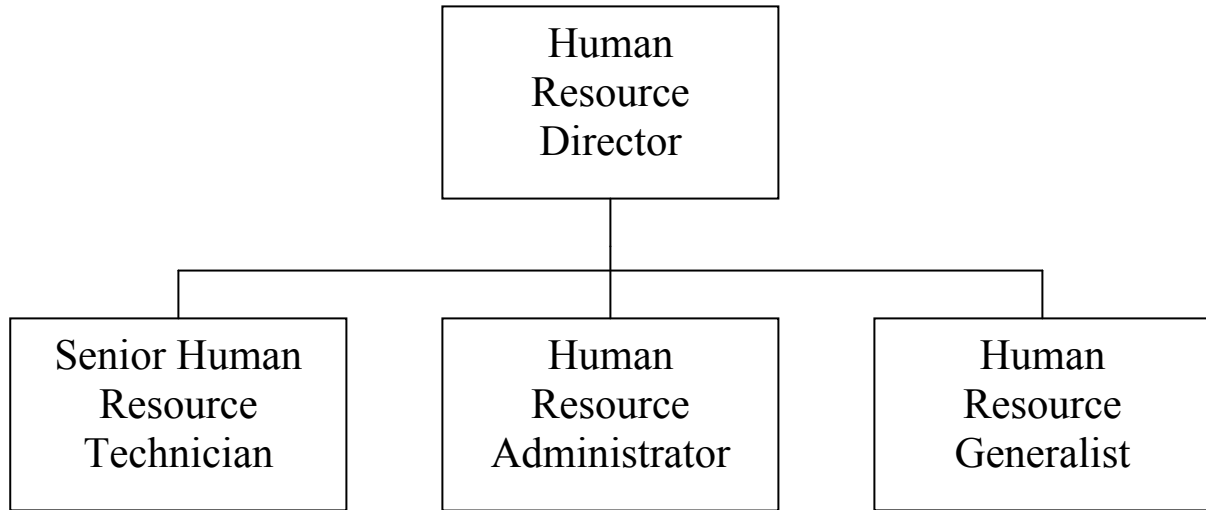 Human
Resource
Director
Senior Human
Resource
Technician
Human
Resource
Administrator
Human
Resource
Generalist